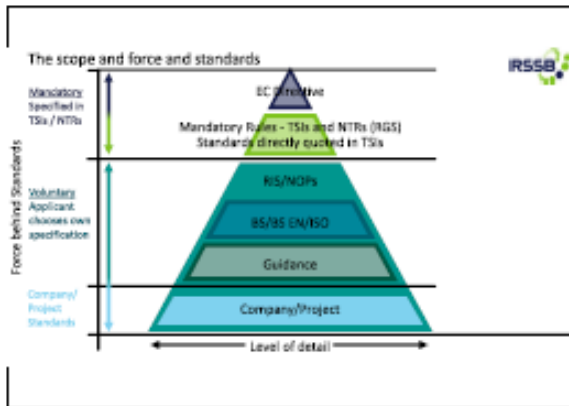 The scope and force and standards
IRSSB
Mandatory
Specified in
TSIs / NTRs
EC Directive
Mandatory Rules - TSIs and NTRs (RGS)
Standards directly quoted in TSIs
Force behind Standards
Voluntary
Applicant
chooses own
specification
RIS/NOPs
BS/BS EN/ISO
Guidance
Company/
Project
Standards
Company/Project
Level of detail